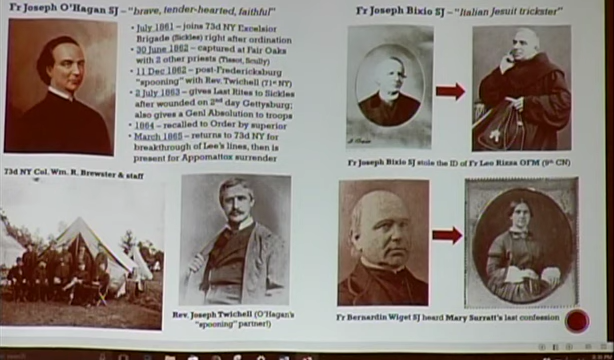 Fr Joseph O'Hagan SJ – "brave, tender-hearted, faithful"
• July 1861 – joins 73d NY Excelsior
Brigade (Sickles) right after ordination
• 30 June 1862 – captured at Fair Oaks
with 2 other priests (Tissot, Scully)
• 11 Dec 1862 – post-Fredericksburg
"spooning" with Rev. Twichell (71st NY)
• 2 July 1863 – gives Last Rites to Sickles
after wounded on 2nd day Gettysburg;
also gives Genl Absolution to troops
• 1864 – recalled to Order by superior
• March 1865 – returns to 73d NY for
breakthrough of Lee's lines, then is
present for Appomattox surrender
73d NY Col. Wm. R. Brewster & staff
Rev. Joseph Twichell (O'Hagan's
"spooning" partner!)
Fr Joseph Bixio SJ – "Italian Jesuit trickster"
Fr Joseph Bixio SJ stole the ID of Fr Leo Rizza OFM (9th CN)
Fr Bernardin Wiget SJ heard Mary Surratt's last confession